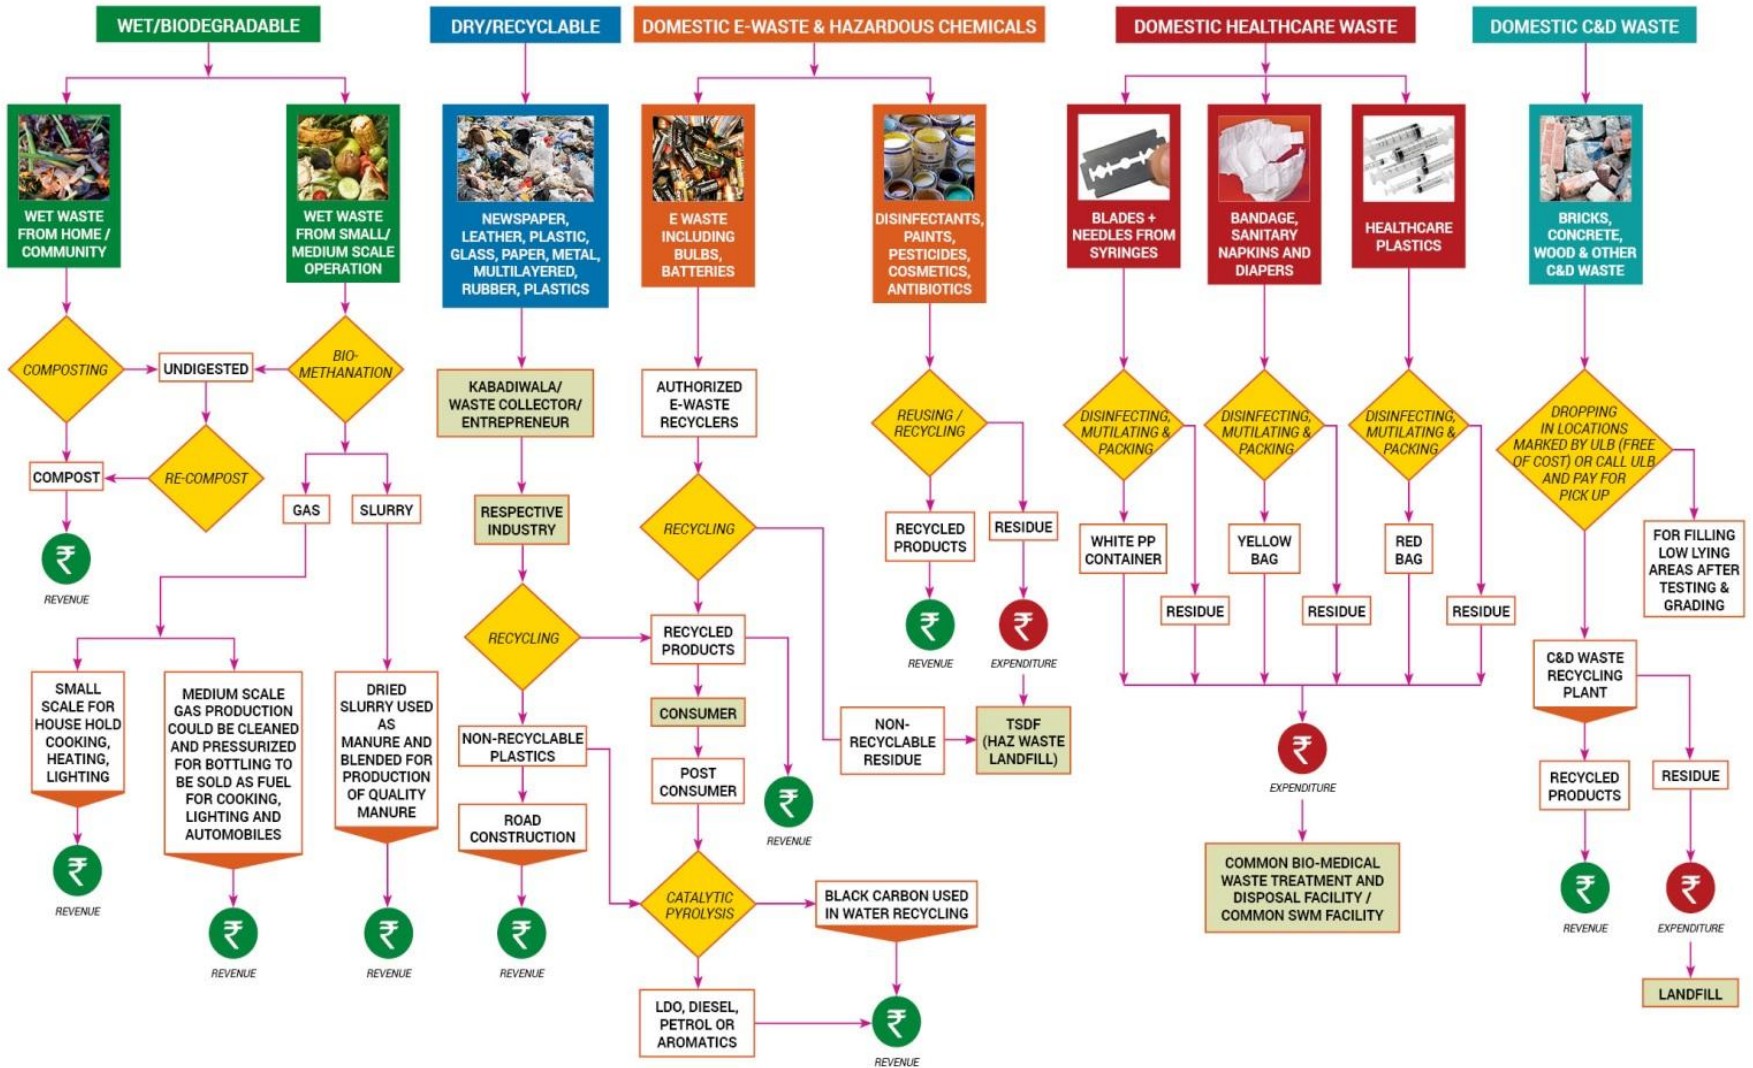 WET/BIODEGRADABLE
WET WASTE
FROM HOME /
COMMUNITY
WET WASTE
FROM SMALL/
MEDIUM SCALE
OPERATION
COMPOSTING
UNDIGESTED
BIO-
METHANATION
COMPOST
RE-COMPOST
₹
REVENUE
GAS
SLURRY
SMALL
SCALE FOR
HOUSE HOLD
COOKING,
HEATING,
LIGHTING
₹
REVENUE
MEDIUM SCALE
GAS PRODUCTION
COULD BE CLEANED
AND PRESSURIZED
FOR BOTTLING TO
BE SOLD AS FUEL
FOR COOKING,
LIGHTING AND
AUTOMOBILES
₹
REVENUE
DRIED
SLURRY USED
AS
MANURE AND
BLENDED FOR
PRODUCTION
OF QUALITY
MANURE
₹
REVENUE
DRY/RECYCLABLE
NEWSPAPER,
LEATHER, PLASTIC,
GLASS, PAPER, METAL,
MULTILAYERED,
RUBBER, PLASTICS
KABADIWALA/
WASTE COLLECTOR/
ENTREPRENEUR
RESPECTIVE
INDUSTRY
RECYCLING
NON-RECYCLABLE
PLASTICS
ROAD
CONSTRUCTION
₹
REVENUE
DOMESTIC E-WASTE & HAZARDOUS CHEMICALS
E WASTE
INCLUDING
BULBS,
BATTERIES
AUTHORIZED
E-WASTE
RECYCLERS
RECYCLING
RECYCLED
PRODUCTS
CONSUMER
POST
CONSUMER
₹
REVENUE
CATALYTIC
PYROLYSIS
BLACK CARBON USED
IN WATER RECYCLING
LDO, DIESEL,
PETROL OR
AROMATICS
₹
REVENUE
DISINFECTANTS,
PAINTS,
PESTICIDES,
COSMETICS,
ANTIBIOTICS
REUSING /
RECYCLING
RECYCLED
PRODUCTS
₹
REVENUE
RESIDUE
₹
EXPENDITURE
NON-
RECYCLABLE
RESIDUE
TSDF
(HAZ WASTE
LANDFILL)
DOMESTIC HEALTHCARE WASTE
BLADES +
NEEDLES FROM
SYRINGES
DISINFECTING,
MUTILATING &
PACKING
WHITE PP
CONTAINER
RESIDUE
BANDAGE,
SANITARY
NAPKINS AND
DIAPERS
DISINFECTING,
MUTILATING &
PACKING
YELLOW
BAG
RESIDUE
HEALTHCARE
PLASTICS
DISINFECTING,
MUTILATING &
PACKING
RED
BAG
RESIDUE
₹
EXPENDITURE
COMMON BIO-MEDICAL
WASTE TREATMENT AND
DISPOSAL FACILITY /
COMMON SWM FACILITY
DOMESTIC C&D WASTE
BRICKS,
CONCRETE,
WOOD & OTHER
C&D WASTE
DROPPING
IN LOCATIONS
MARKED BY ULB (FREE
OF COST) OR CALL ULB
AND PAY FOR
PICK UP
FOR FILLING
LOW LYING
AREAS AFTER
TESTING &
GRADING
C&D WASTE
RECYCLING
PLANT
RECYCLED
PRODUCTS
₹
REVENUE
RESIDUE
₹
EXPENDITURE
LANDFILL